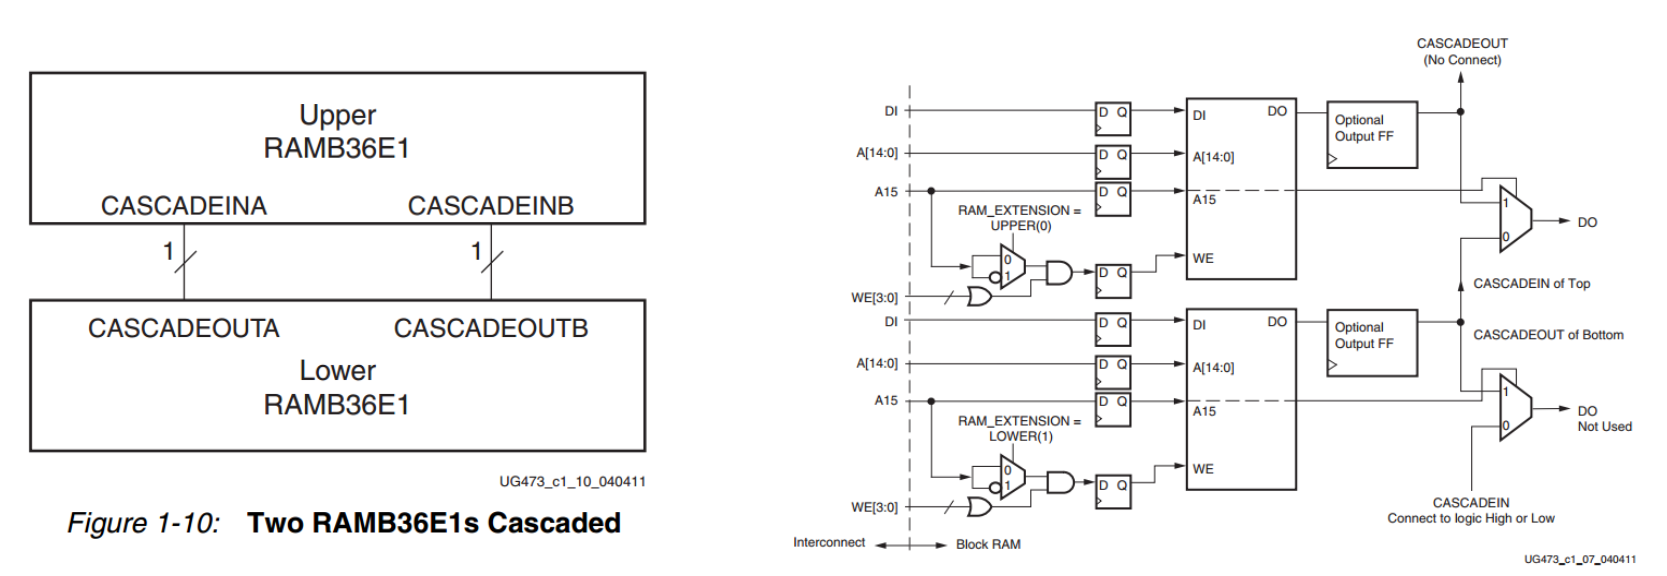 Upper
RAMB36E1
CASCADEINA CASCADEINB
1 1
CASCADEOUTA CASCADEOUTB
Lower
RAMB36E1
UG473_c1_10_040411
Figure 1-10: Two RAMB36E1s Cascaded
CASCADEOUT
(No Connect)
DI
D Q
DI
DO
Optional
Output FF
A[14:0]
D Q
A[14:0]
A15
D Q
A15
RAM_EXTENSION =
UPPER(0)
0
1
D Q
WE
WE[3:0]
1
0
DO
CASCADEIN of Top
DI
D Q
DI
DO
Optional
Output FF
CASCADEOUT of Bottom
A[14:0]
D Q
A[14:0]
A15
D Q
A15
RAM_EXTENSION =
LOWER(1)
0
1
D Q
WE
WE[3:0]
1
0
DO
Not Used
CASCADEIN
Connect to logic High or Low
Interconnect Block RAM
UG473_c1_07_040411